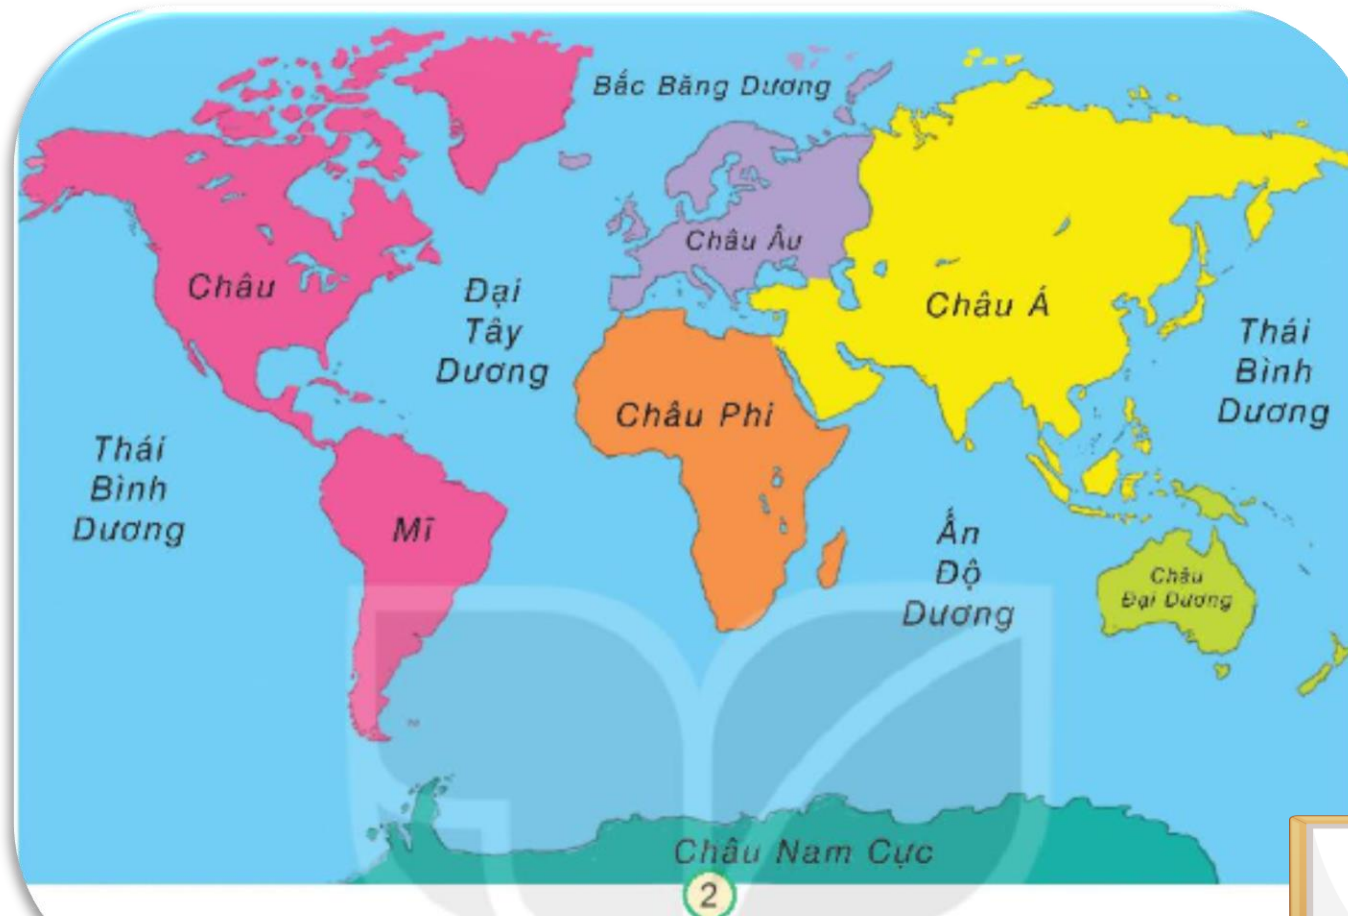 Bắc Băng Dương
Châu Âu
Châu
Đại
Tây
Dương
Châu Á
Thái
Bình
Dương
Châu Phi
Thái
Bình
Dương
Mĩ
Ấn
Độ
Dương
Châu
Đại Dương
Châu Nam Cực
2